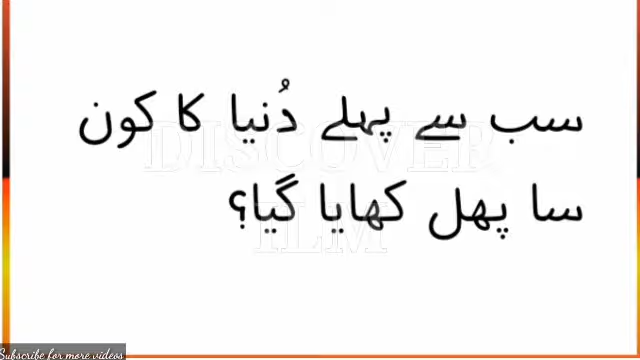 سب سے پہلے دُنیا کا کون
سا پھل کھایا گیا؟
DISCOVER
ILM
Subscribe for more videos